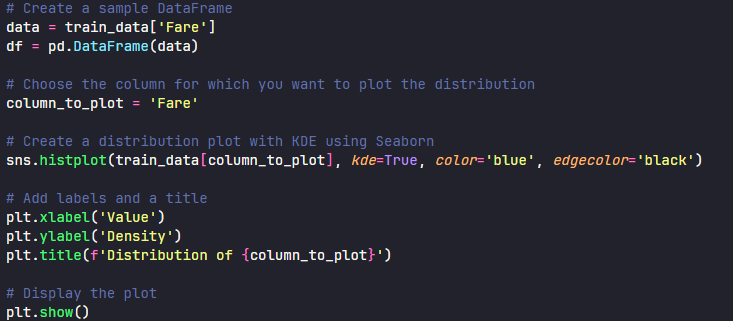 # Create a sample DataFrame
data = train_data['Fare']
df = pd.DataFrame(data)
# Choose the column for which you want to plot the distribution
column_to_plot = 'Fare'
# Create a distribution plot with KDE using Seaborn
sns.histplot(train_data[column_to_plot], kde=True, color='blue', edgecolor='black')
# Add labels and a title
plt.xlabel('Value')
plt.ylabel('Density')
plt.title(f'Distribution of {column_to_plot}')
# Display the plot
plt.show()